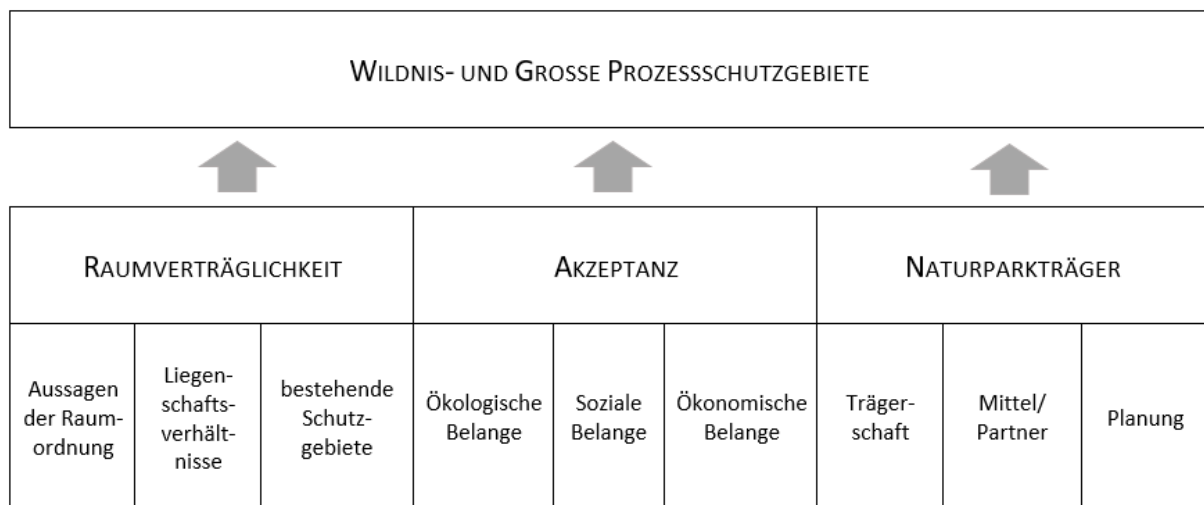 WILDNIS- UND GROSSE PROZESSSCHUTZGEBIETE
RAUMVERTRÄGLICHKEIT
AKZEPTANZ
NATURPARKTRÄGER
Aussagen
der Raum-
ordnung
Liegen-
schafts-
verhält-
nisse
bestehende
Schutz-
gebiete
Ökologische
Belange
Soziale
Belange
Ökonomische
Belange
Träger-
schaft
Mittel/
Partner
Planung